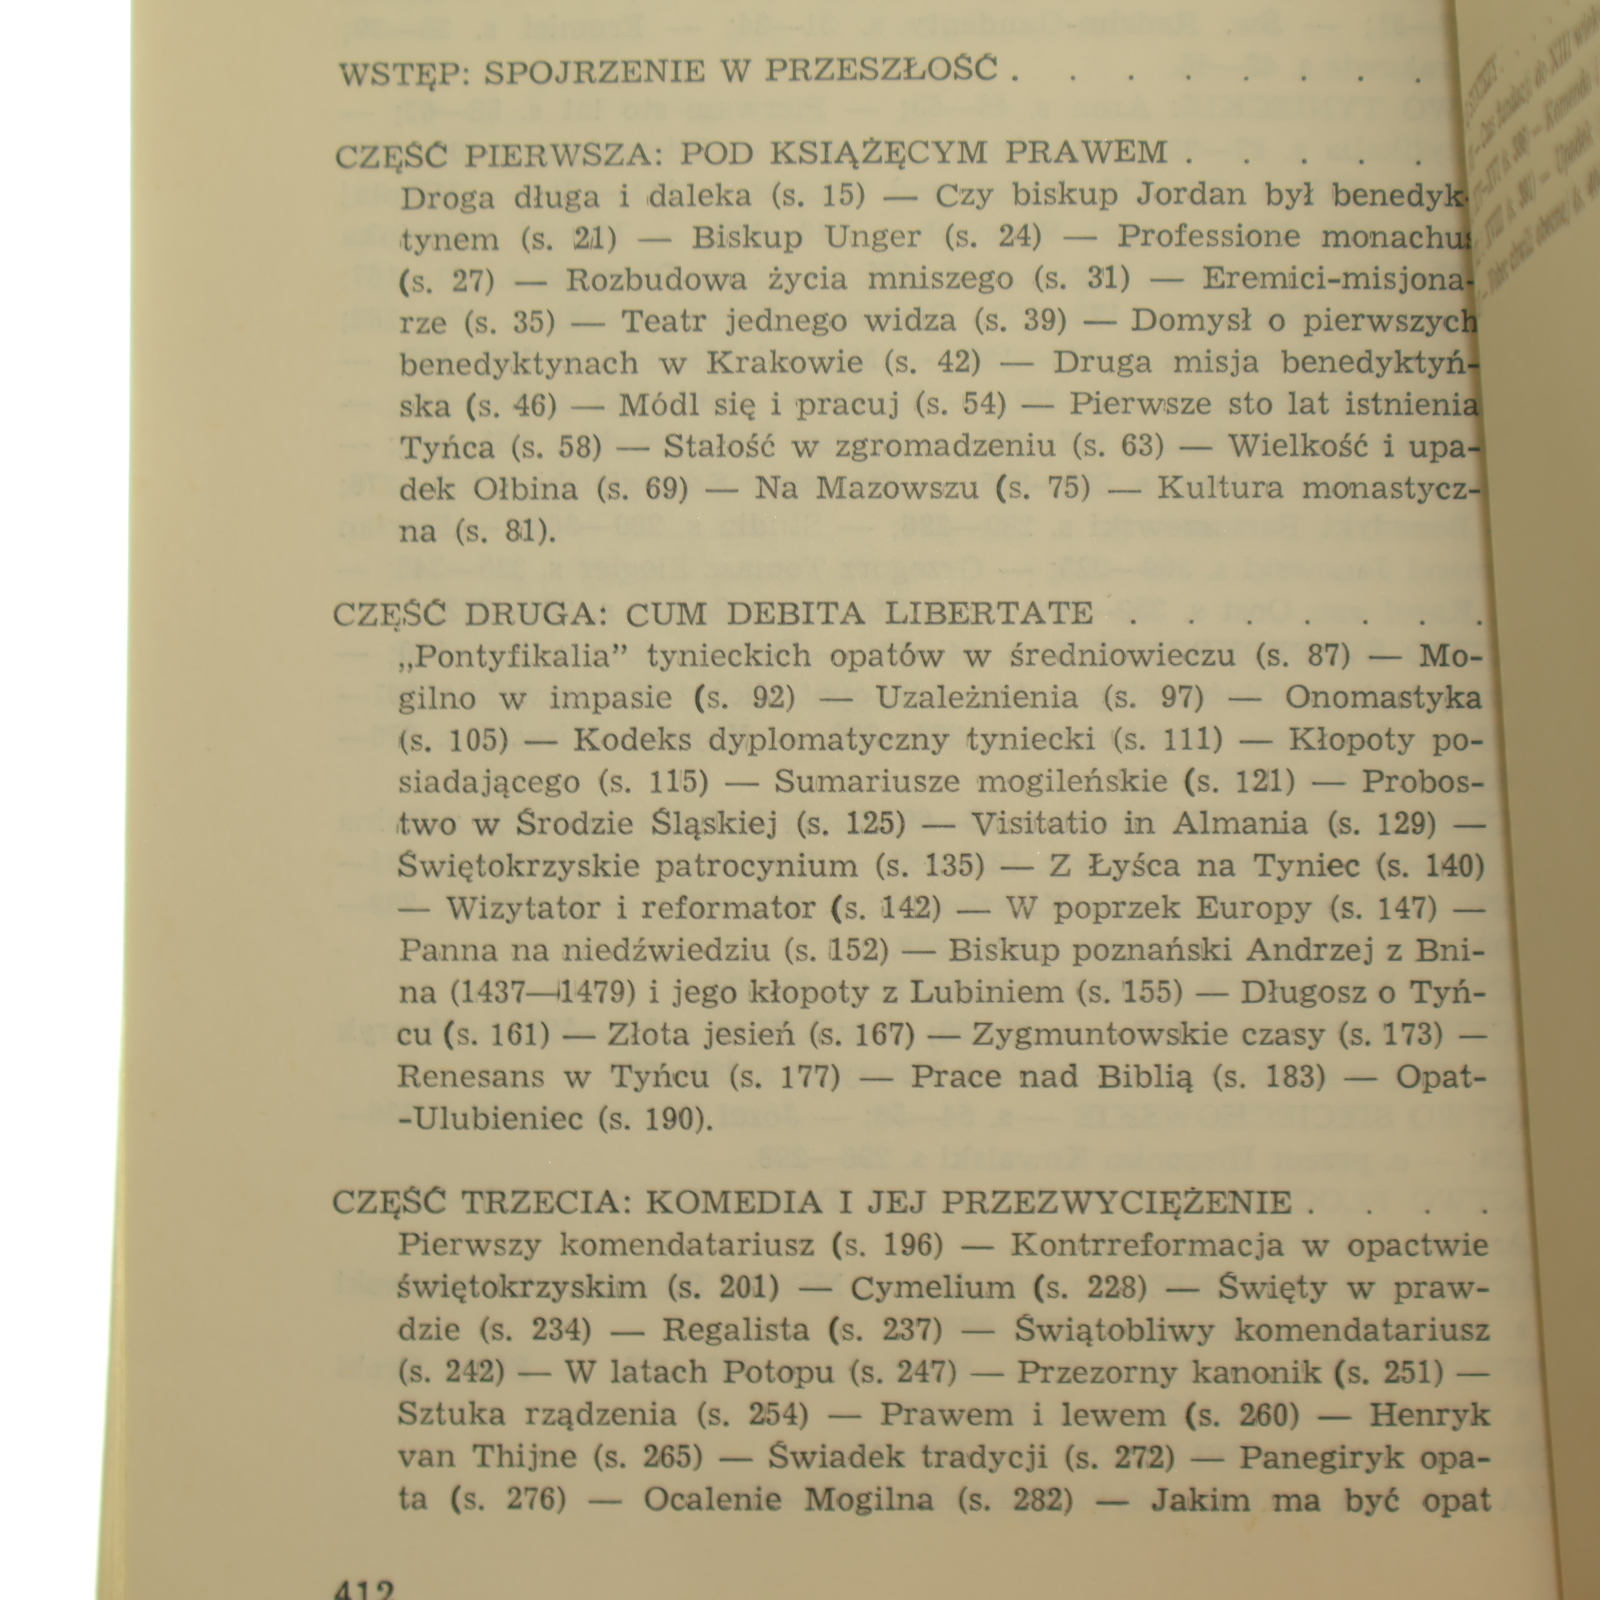 WSTĘP: SPOJRZENIE W PRZESZŁOŚĆ . . . . . . . .
CZĘŚĆ PIERWSZA: POD KSIĄŻĘCYM PRAWEM . . . . .
Droga długa i daleka (s. 15) — Czy biskup Jordan był benedyk-
tynem (s. 21) — Biskup Unger (s. 24) — Professione monachus
(s. 27) — Rozbudowa życia mniszego (s. 31) — Eremici-misjona-
rze (s. 35) — Teatr jednego widza (s. 39) — Domysł o pierwszych
benedyktynach w Krakowie (s. 42) — Druga misja benedyktyń-
ska (s. 46) — Módl się i pracuj (s. 54) — Pierwsze sto lat istnienia
Tyńca (s. 58) — Stałość w zgromadzeniu (s. 63) — Wielkość i upa-
dek Ołbina (s. 69) — Na Mazowszu (s. 75) — Kultura monastycz-
na (s. 81).
CZĘŚĆ DRUGA: CUM DEBITA LIBERTATE . . . . . . .
„Pontyfikalia” tynieckich opatów w średniowieczu (s. 87) — Mo-
gilno w impasie (s. 92) — Uzależnienia (s. 97) — Onomastyka
(s. 105) — Kodeks dyplomatyczny tyniecki (s. 111) — Kłopoty po-
siadającego (s. 115) — Sumariusze mogileńskie (s. 121) — Probos-
two w Środzie Śląskiej (s. 125) — Visitatio in Almania (s. 129) —
Świętokrzyskie patrocynium (s. 135) — Z Łyśca na Tyniec (s. 140)
— Wizytator i reformator (s. 142) — W poprzek Europy (s. 147) —
Panna na niedźwiedziu (s. 152) — Biskup poznański Andrzej z Bni-
na (1437—1479) i jego kłopoty z Lubiniem (s. 155) — Długosz o Tyń-
cu (s. 161) — Złota jesień (s. 167) — Zygmuntowskie czasy (s. 173) —
Renesans w Tyńcu (s. 177) — Prace nad Biblią (s. 183) — Opat-
-Ulubieniec (s. 190).
CZĘŚĆ TRZECIA: KOMEDIA I JEJ PRZEZWYCIĘŻENIE . . . .
Pierwszy komendatariusz (s. 196) — Kontrreformacja w opactwie
świętokrzyskim (s. 201) — Cymelium (s. 228) — Święty w praw-
dzie (s. 234) — Regalista (s. 237) — Świątobliwy komendatariusz
(s. 242) — W latach Potopu (s. 247) — Przezorny kanonik (s. 251) —
Sztuka rządzenia (s. 254) — Prawem i lewem (s. 260) — Henryk
van Thijne (s. 265) — Świadek tradycji (s. 272) — Panegiryk opa-
ta (s. 276) — Ocalenie Mogilna (s. 282) — Jakim ma być opat
412